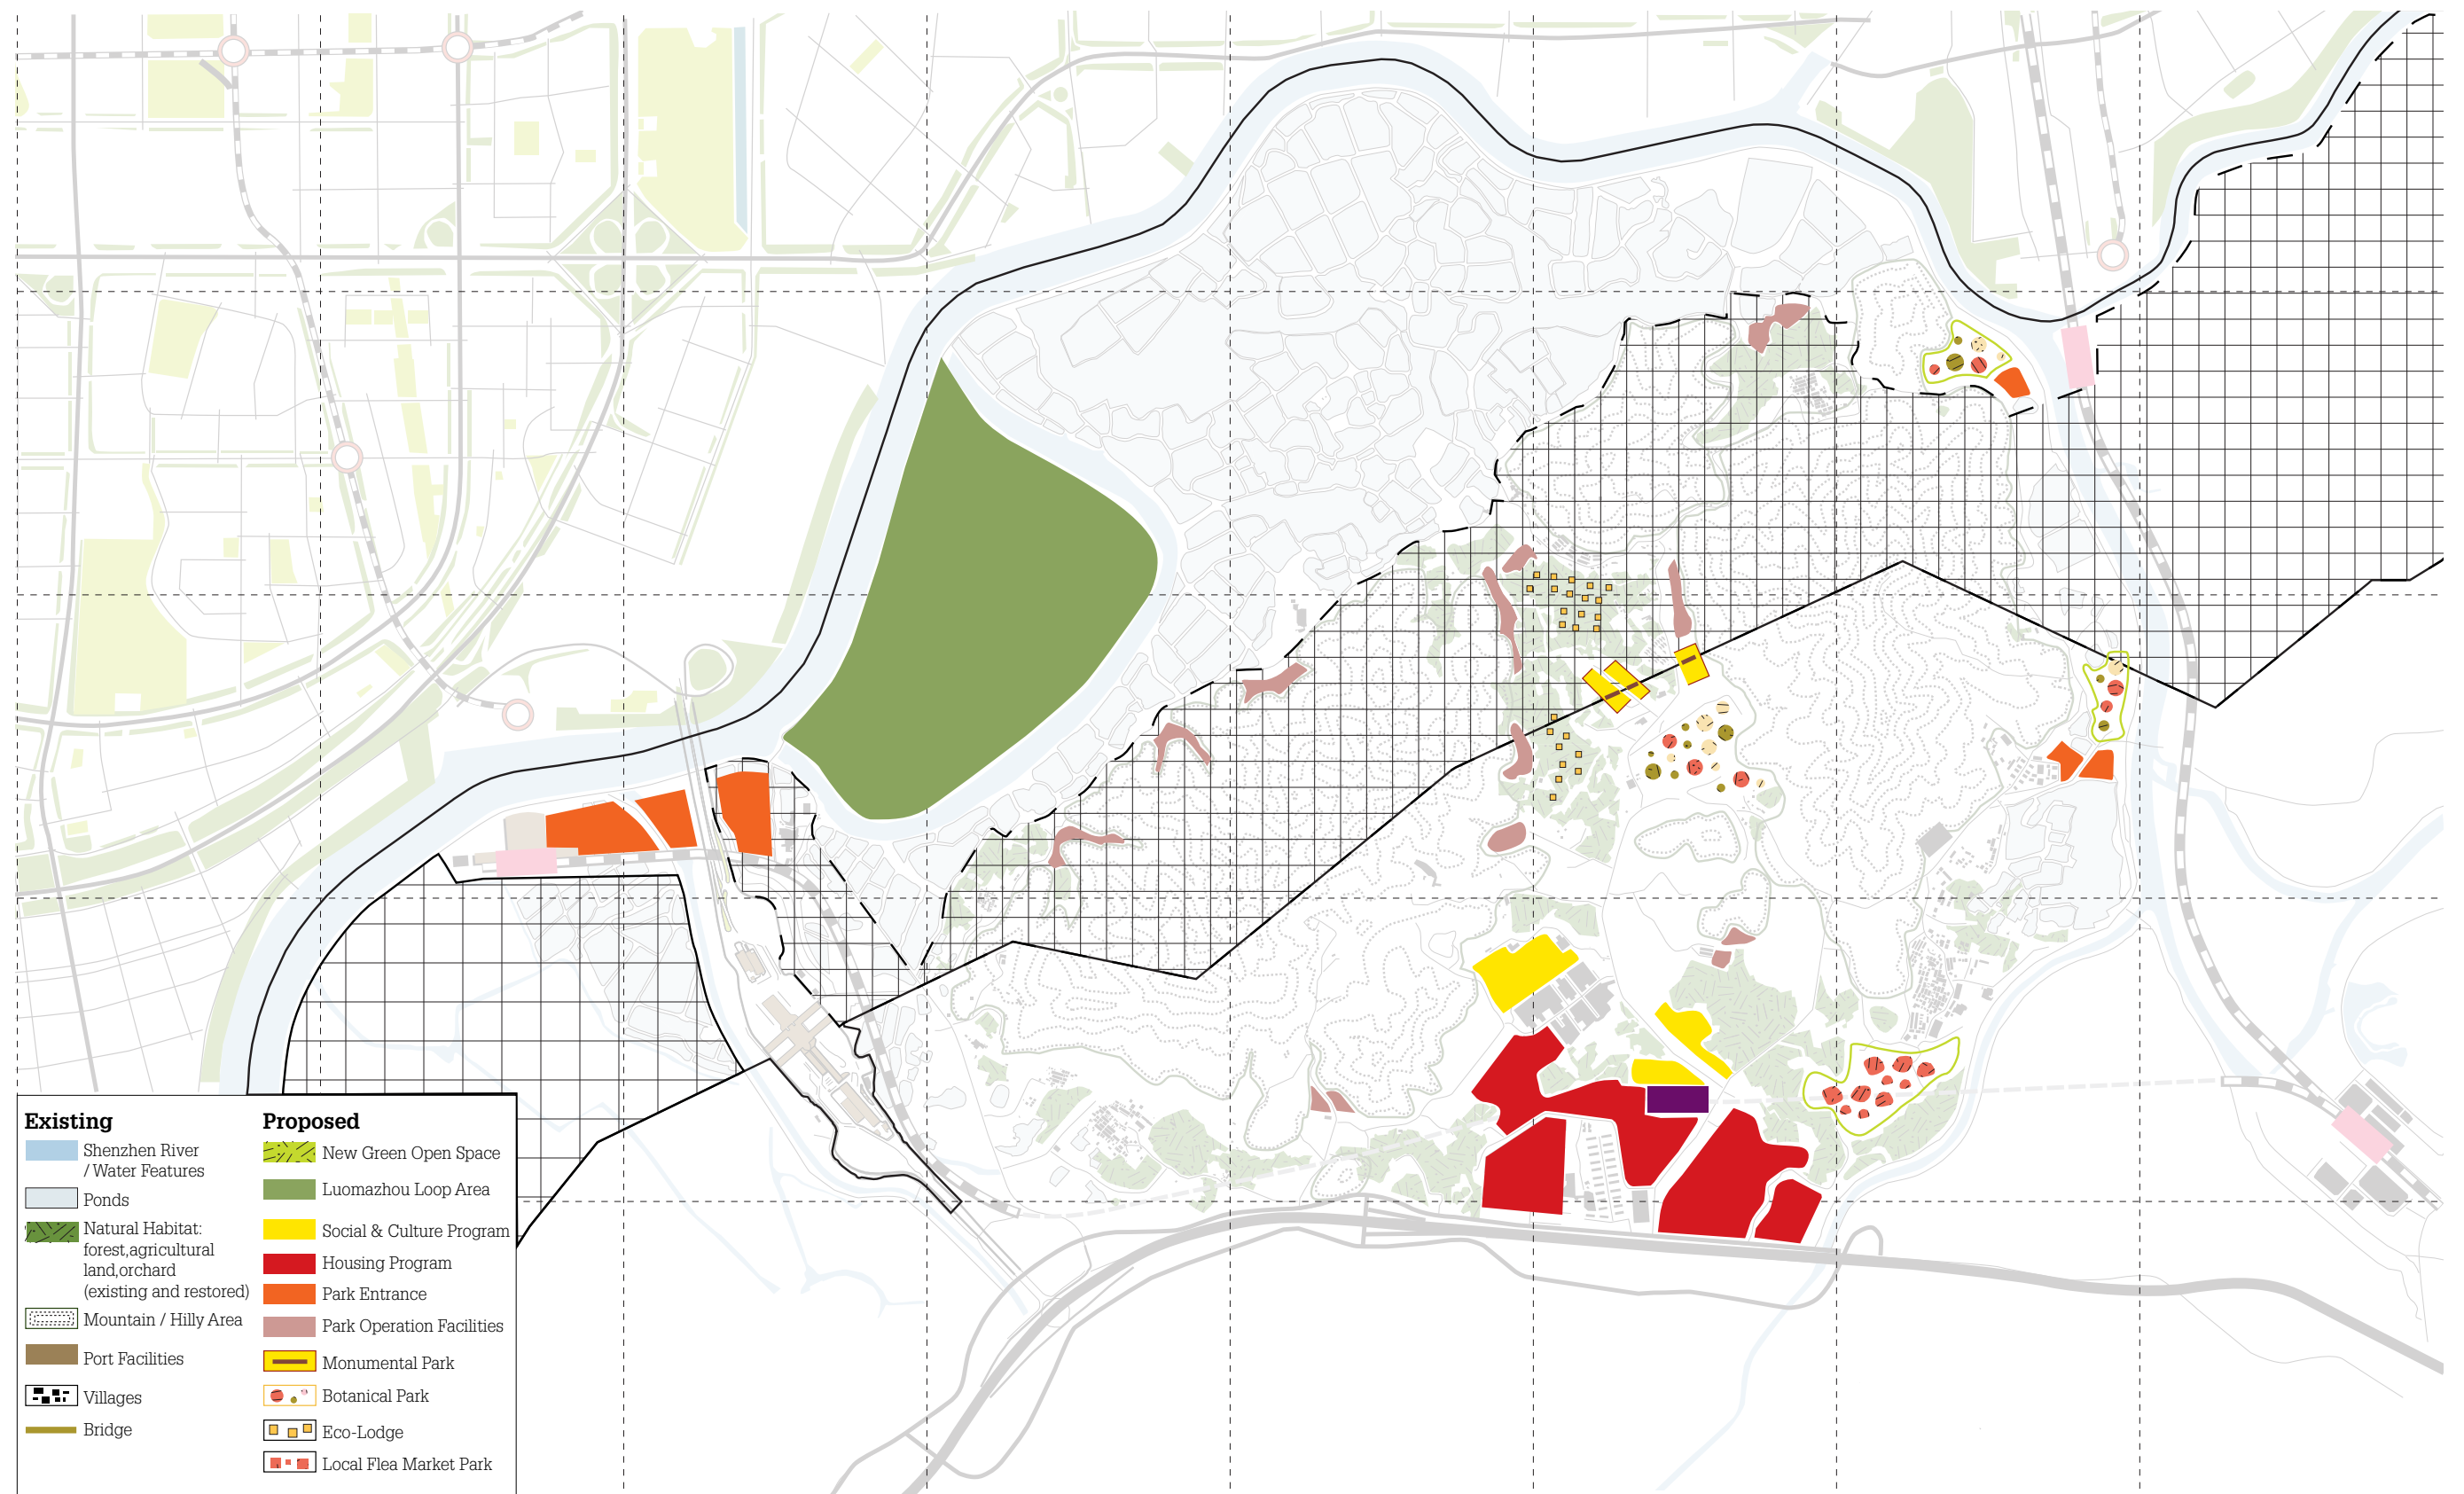 Existing
Shenzhen River
/ Water Features
Ponds
Natural Habitat:
forest,agricultural
land,orchard
(existing and restored)
Mountain / Hilly Area
Port Facilities
Villages
Bridge
Proposed
New Green Open Space
Luomazhou Loop Area
Social & Culture Program
Housing Program
Park Entrance
Park Operation Facilities
Monumental Park
Botanical Park
Eco-Lodge
Local Flea Market Park